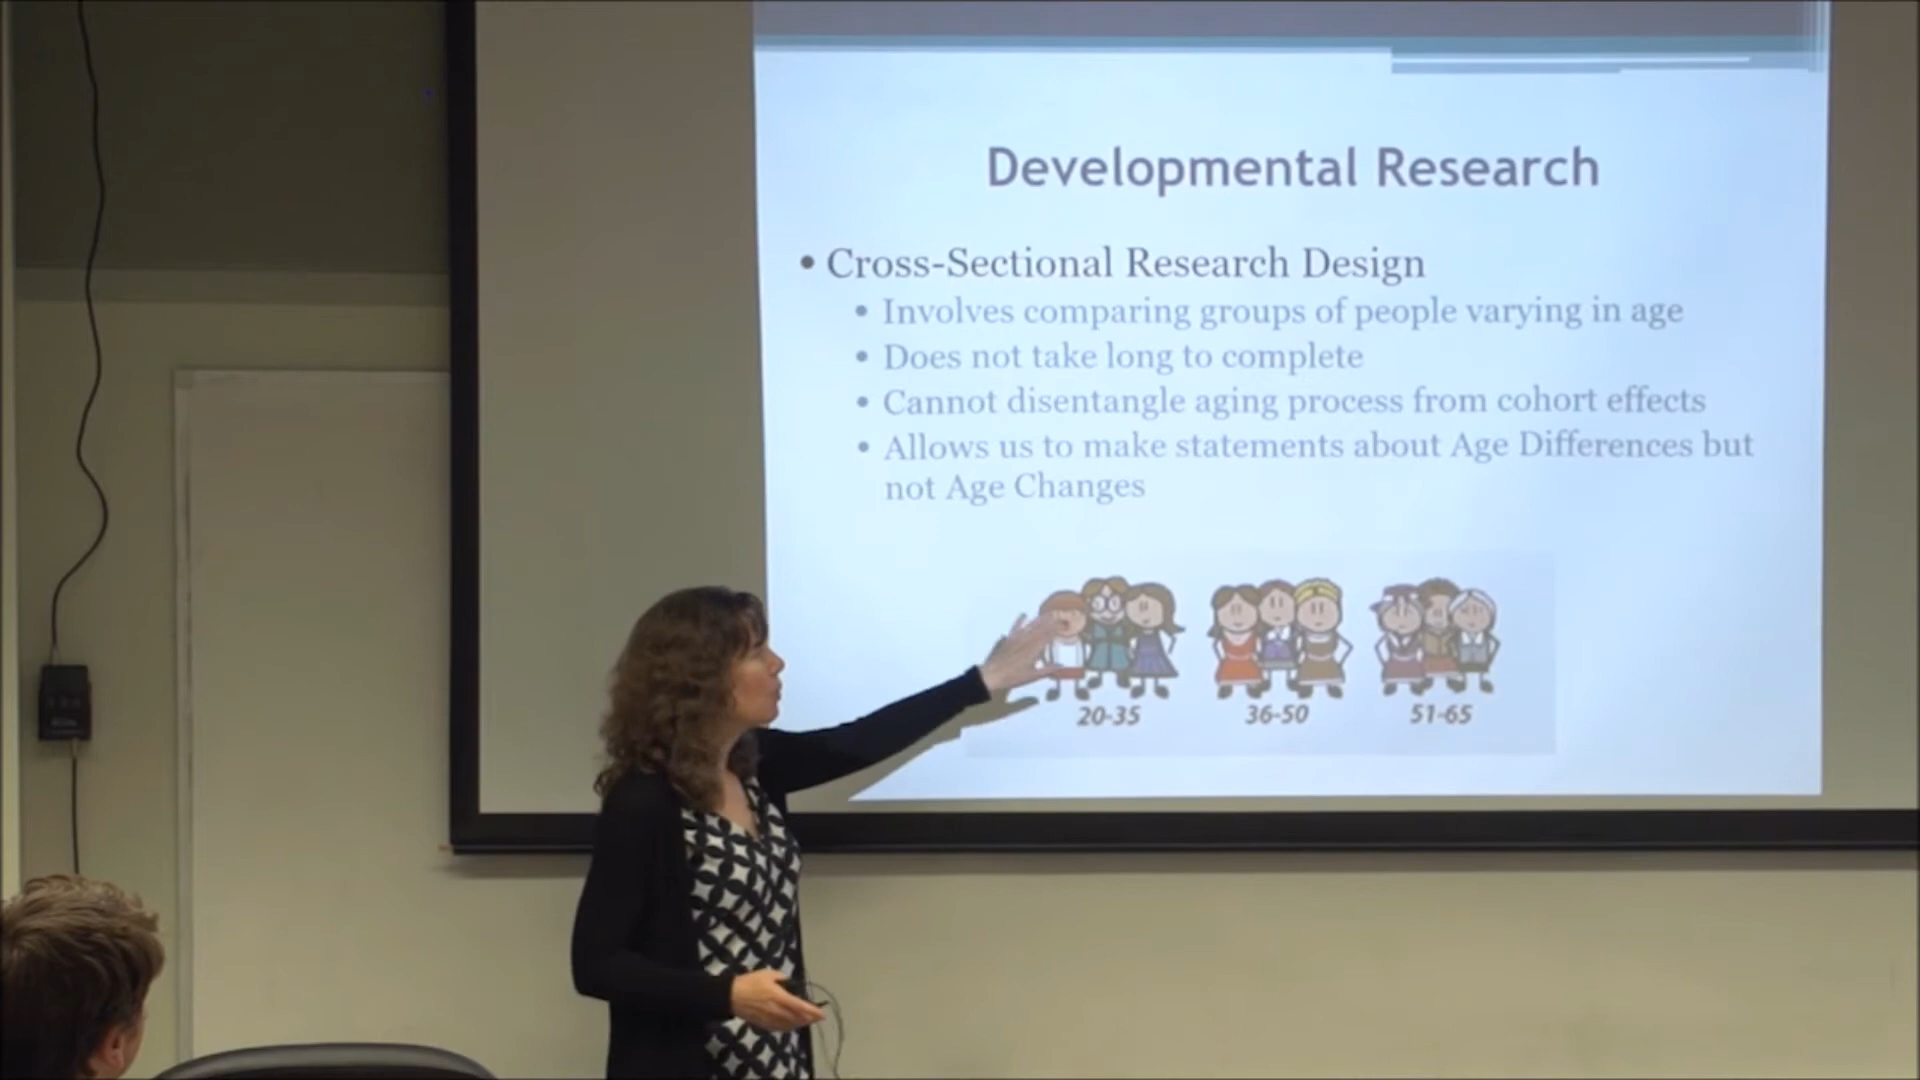 Developmental Research
• Cross-Sectional Research Design
• Involves comparing groups of people varying in age
• Does not take long to complete
• Cannot disentangle aging process from cohort effects
• Allows us to make statements about Age Differences but
not Age Changes
20-35
36-50
51-65